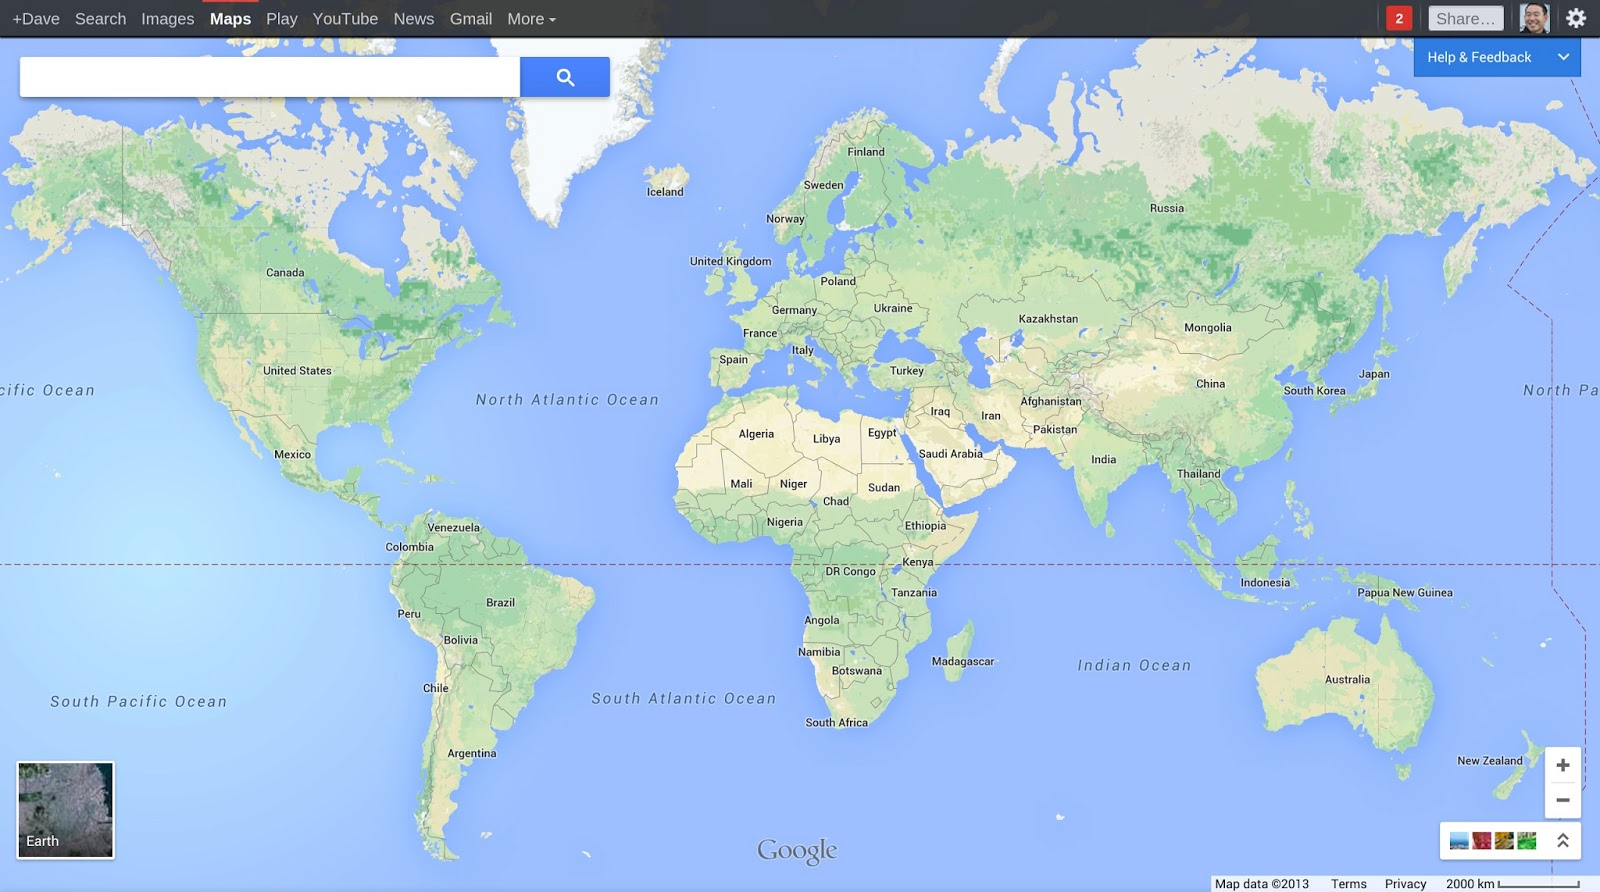 +Dave Search Images Maps Play YouTube News Gmail More
2 Share…
Help & Feedback
Finland
Sweden
Iceland
Russia
Norway
United Kingdom
Canada
Poland
Germany
Ukraine
Kazakhstan
Mongolia
France
Italy
Spain
United States
Turkey
Japan
China
South Korea
cific Ocean
North Pa
North Atlantic Ocean
Afghanistan
Iraq
Iran
Pakistan
Algeria
Libya
Egypt
Mexico
Saudi Arabia
India
Thailand
Mali
Niger
Sudan
Chad
Nigeria
Ethiopia
Venezuela
Colombia
Kenya
DR Congo
Indonesia
Tanzania
Papua New Guinea
Brazil
Peru
Angola
Bolivia
Namibia
Madagascar
Indian Ocean
Botswana
Australia
Chile
South Pacific Ocean
South Atlantic Ocean
South Africa
Argentina
New Zealand
Earth
Google
Map data ©2013 Terms Privacy 2000 km